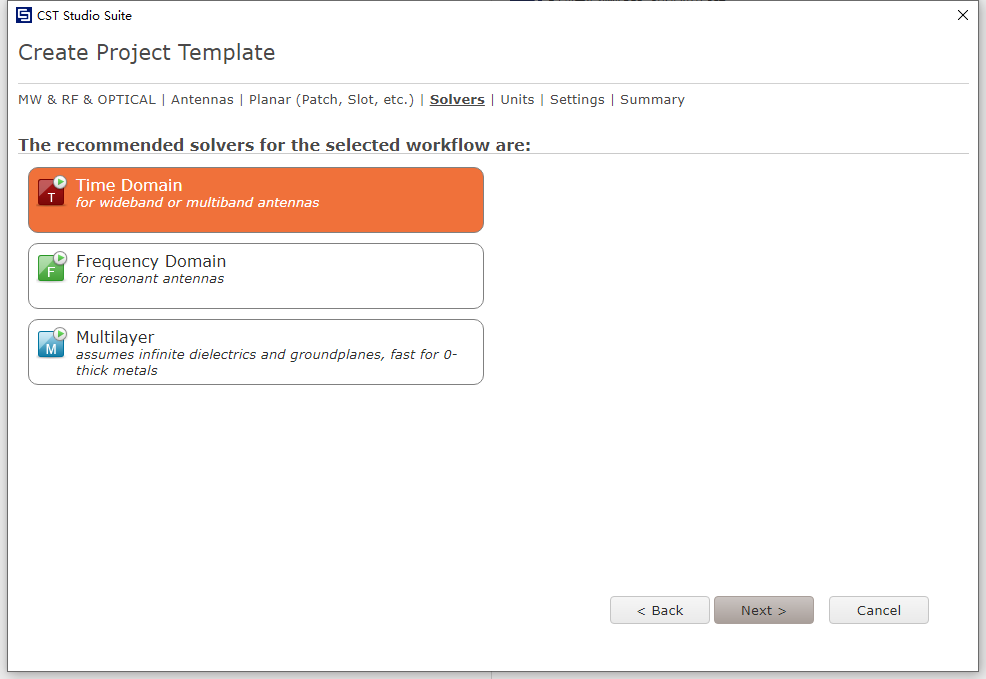 CST Studio Suite
Create Project Template
MW & RF & OPTICAL | Antennas | Planar (Patch, Slot, etc.) | Solvers | Units | Settings | Summary
The recommended solvers for the selected workflow are:
T
Time Domain
for wideband or multiband antennas
F
Frequency Domain
for resonant antennas
M
Multilayer
assumes infinite dielectrics and groundplanes, fast for 0-
thick metals
< Back
Next >
Cancel